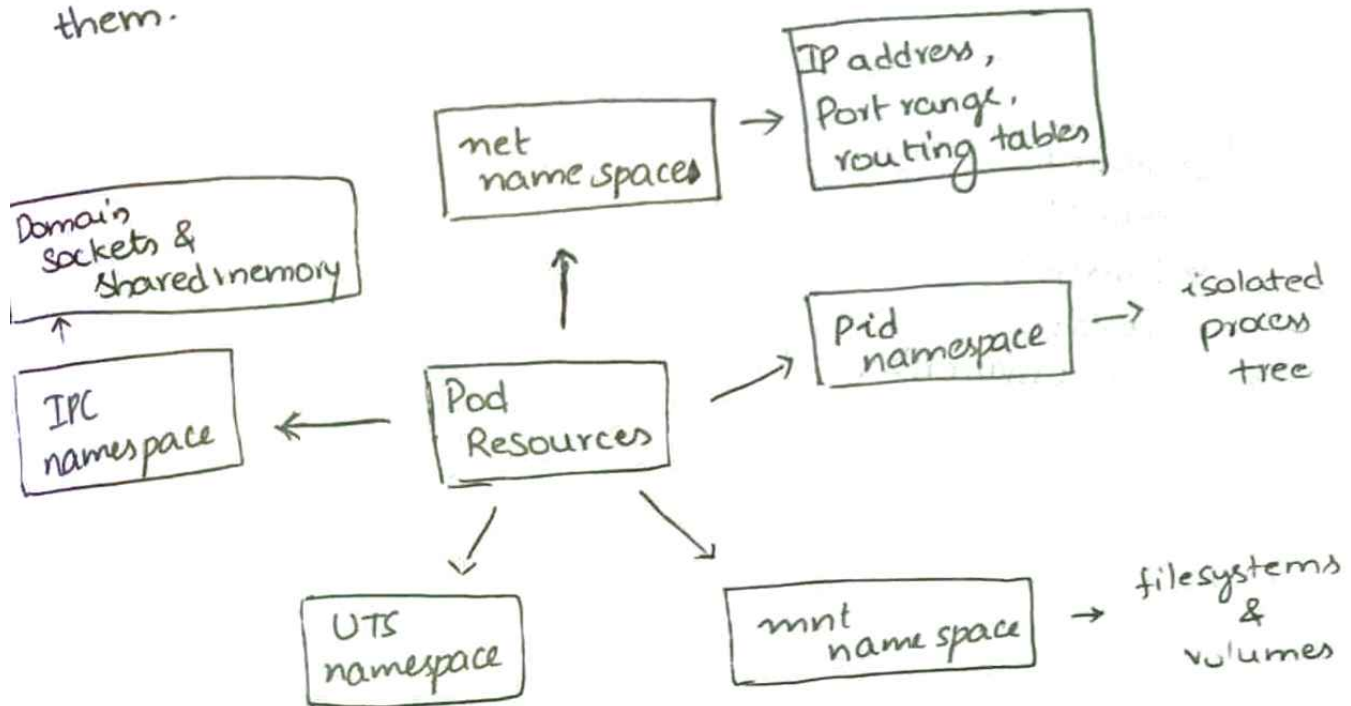 them.
net
name spaces
IP address,
Port range,
routing tables
Domain
sockets &
shared memory
Pid
namespace
isolated
process
tree
IPC
namespace
Pod
Resources
UTS
namespace
mnt
name space
filesystems
&
volumes